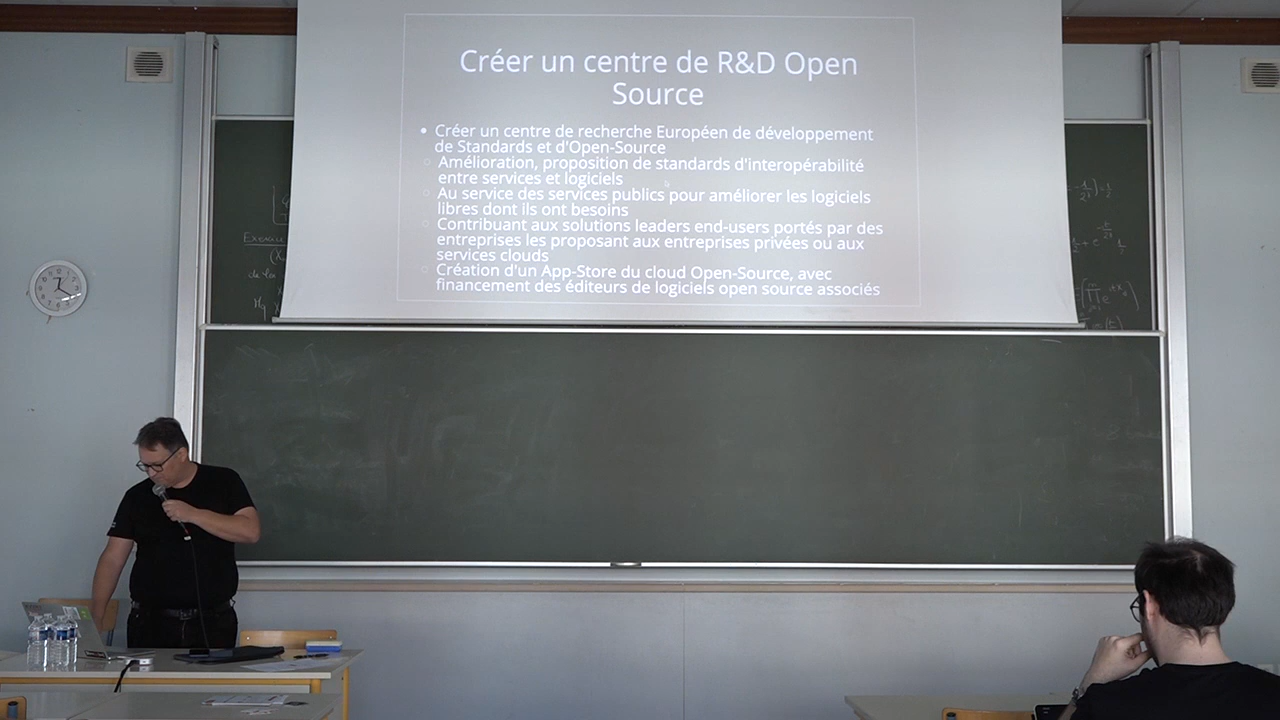 Créer un centre de R&D Open
Source
Créer un centre de recherche Européen de développement
de Standards et d'Open-Source
Amélioration, proposition de standards d'interopérabilité
entre services et logiciels
Au service des services publics pour améliorer les logiciels
libres dont ils ont besoins
Contribuant aux solutions leaders end-users portés par des
entreprises les proposant aux entreprises privées ou aux
services clouds
Création d'un App-Store du cloud Open-Source, avec
financement des éditeurs de logiciels open source associés